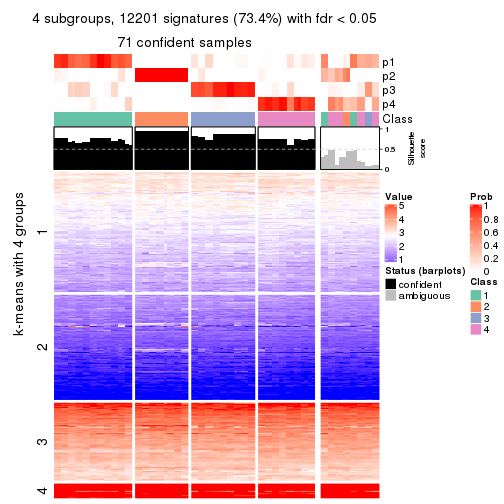 4 subgroups, 12201 signatures (73.4%) with fdr < 0.05
71 confident samples
p1
p2
p3
p4
Class
1
0.5
0
Silhouette
score
k-means with 4 groups
1
2
3
4
Value
5
4
3
2
1
Status (barplots)
confident
ambiguous
Prob
1
0.8
0.6
0.4
0.2
0
Class
1
2
3
4